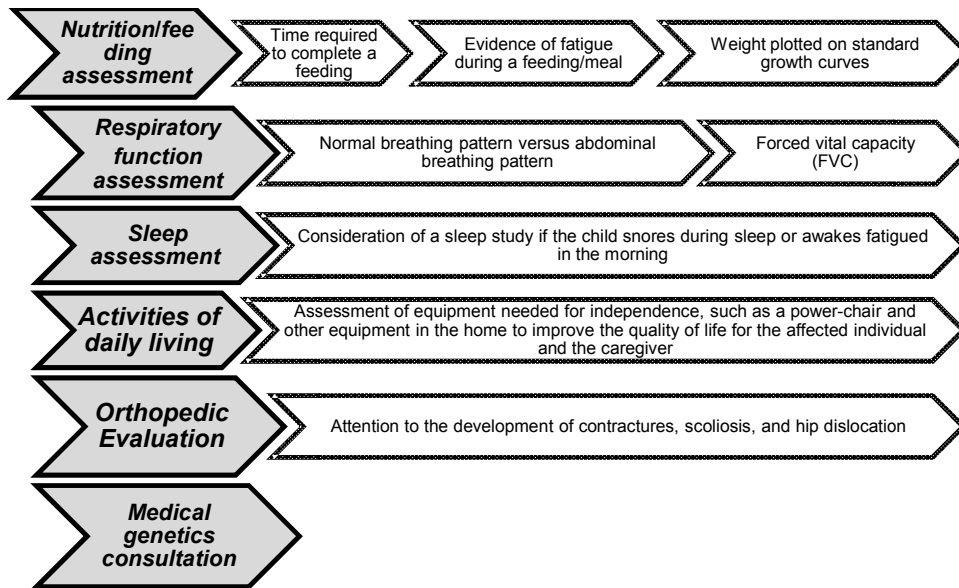 Nutrition/fee
ding
assessment
Time required
to complete a
feeding
Evidence of fatigue
during a feeding/meal
Weight plotted on standard
growth curves
Respiratory
function
assessment
Normal breathing pattern versus abdominal
breathing pattern
Forced vital capacity
(FVC)
Sleep
assessment
Consideration of a sleep study if the child snores during sleep or awakes fatigued
in the morning
Activities of
daily living
Assessment of equipment needed for independence, such as a power-chair and
other equipment in the home to improve the quality of life for the affected individual
and the caregiver
Orthopedic
Evaluation
Attention to the development of contractures, scoliosis, and hip dislocation
Medical
genetics
consultation